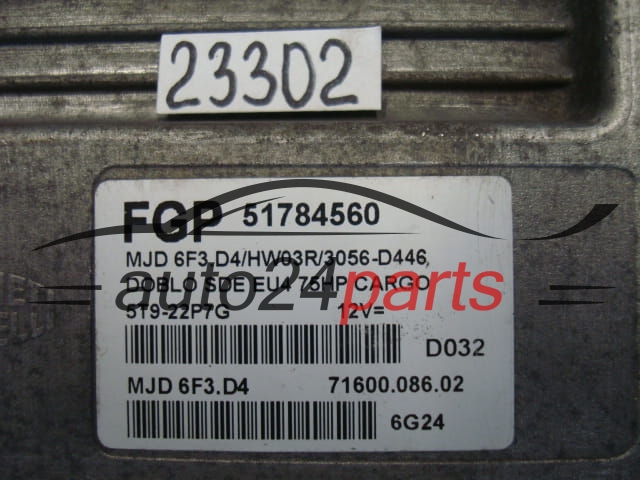 23302
FGP 51784560
MJD 6F3.D4/HW03R/3056-D446,
DOBLO SDE EU4 75HP CARGO
5T9-22P7G 12V=
auto24parts
D032
MJD 6F3.D4 71600.086.02
6G24